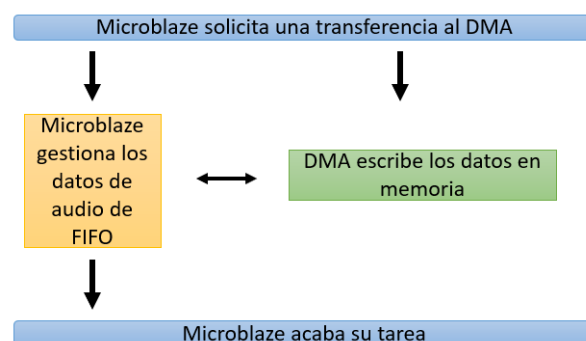 Microblaze solicita una transferencia al DMA
Microblaze
gestiona los
datos de
audio de
FIFO
DMA escribe los datos en
memoria
Microblaze acaba su tarea